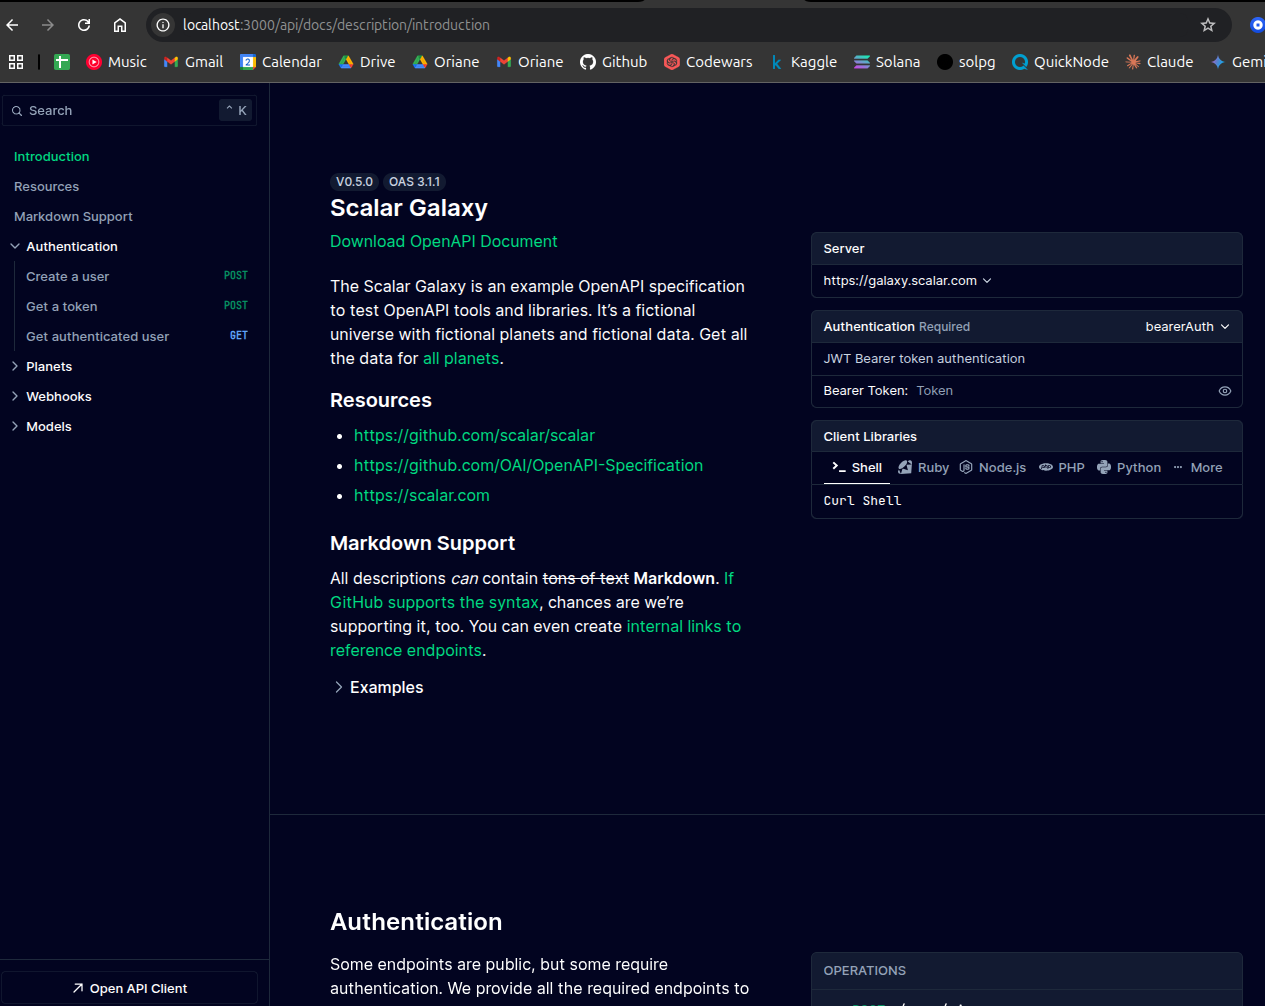 localhost:3000/api/docs/description/introduction
Music Gmail Calendar Drive Oriane Oriane Github Codewars Kaggle Solana solpg QuickNode Claude Gemi
Search ⌃ K
Introduction
Resources
Markdown Support
Authentication
Create a user POST
Get a token POST
Get authenticated user GET
Planets
Webhooks
Models
Open API Client
V0.5.0 OAS 3.1.1
Scalar Galaxy
Download OpenAPI Document
The Scalar Galaxy is an example OpenAPI specification
to test OpenAPI tools and libraries. It’s a fictional
universe with fictional planets and fictional data. Get all
the data for all planets.
Resources
https://github.com/scalar/scalar
https://github.com/OAI/OpenAPI-Specification
https://scalar.com
Markdown Support
All descriptions can contain tons of text Markdown. If
GitHub supports the syntax, chances are we’re
supporting it, too. You can even create internal links to
reference endpoints.
Examples
Server
https://galaxy.scalar.com
Authentication Required bearerAuth
JWT Bearer token authentication
Bearer Token: Token
Client Libraries
Shell Ruby Node.js PHP Python More
Curl Shell
Authentication
Some endpoints are public, but some require
authentication. We provide all the required endpoints to
OPERATIONS